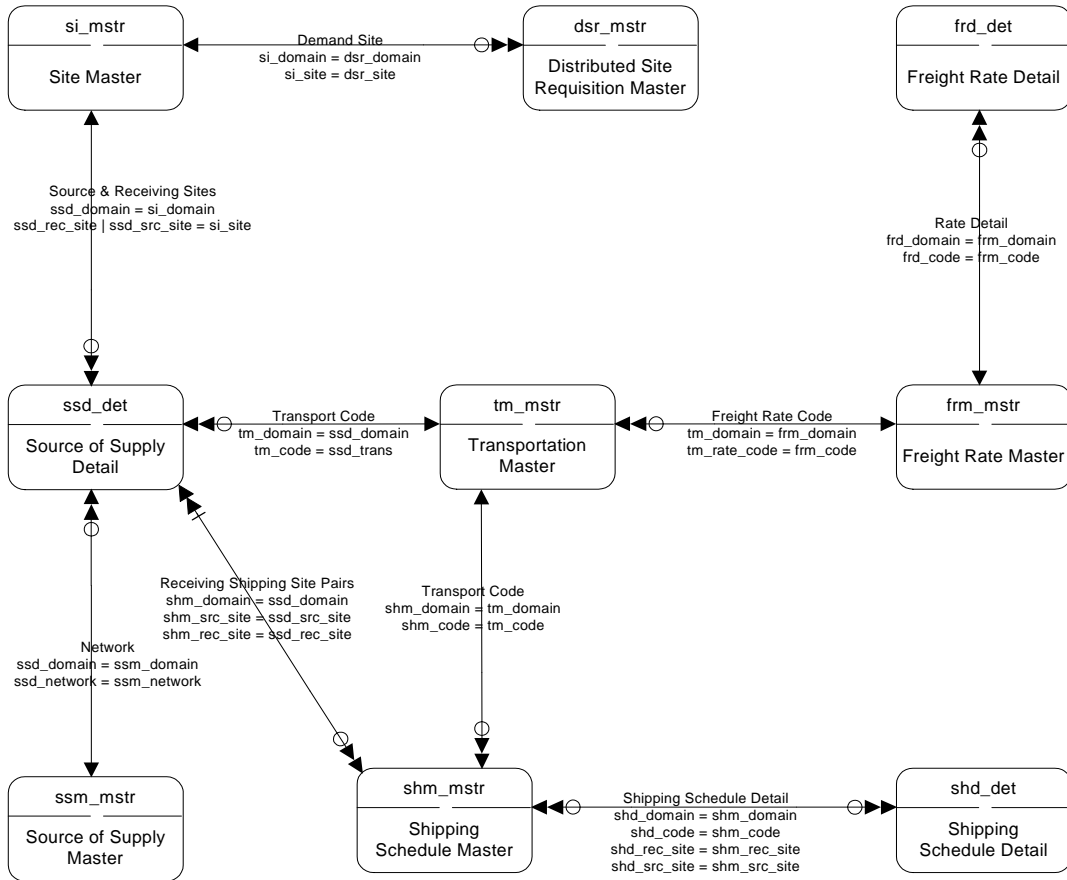 si_mstr
Site Master
Demand Site
si_domain = dsr_domain
si_site = dsr_site
dsr_mstr
Distributed Site
Requisition Master
frd_det
Freight Rate Detail
Source & Receiving Sites
ssd_domain = si_domain
ssd_rec_site | ssd_src_site = si_site
Rate Detail
frd_domain = frm_domain
frd_code = frm_code
ssd_det
Source of Supply
Detail
Transport Code
tm_domain = ssd_domain
tm_code = ssd_trans
tm_mstr
Transportation
Master
Freight Rate Code
tm_domain = frm_domain
tm_rate_code = frm_code
frm_mstr
Freight Rate Master
Receiving Shipping Site Pairs
shm_domain = ssd_domain
shm_src_site = ssd_src_site
shm_rec_site = ssd_rec_site
Transport Code
shm_domain = tm_domain
shm_code = tm_code
Network
ssd_domain = ssm_domain
ssd_network = ssm_network
ssm_mstr
Source of Supply
Master
shm_mstr
Shipping
Schedule Master
Shipping Schedule Detail
shd_domain = shm_domain
shd_code = shm_code
shd_rec_site = shm_rec_site
shd_src_site = shm_src_site
shd_det
Shipping
Schedule Detail